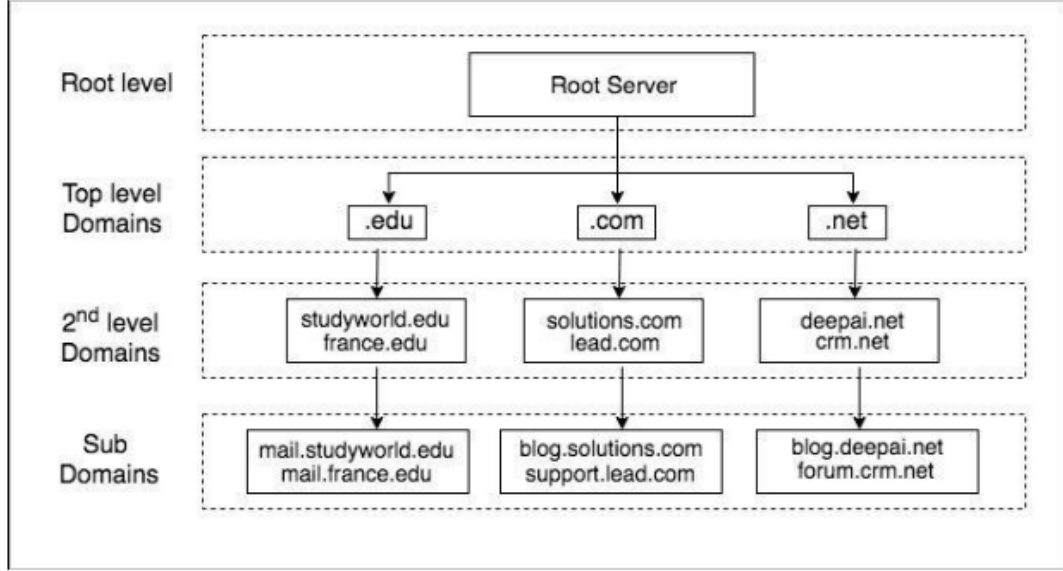 Root level
Root Server
Top level
Domains
.edu
.com
.net
2nd level
Domains
studyworld.edu
france.edu
solutions.com
lead.com
deepai.net
crm.net
Sub
Domains
mail.studyworld.edu
mail.france.edu
blog.solutions.com
support.lead.com
blog.deepai.net
forum.crm.net